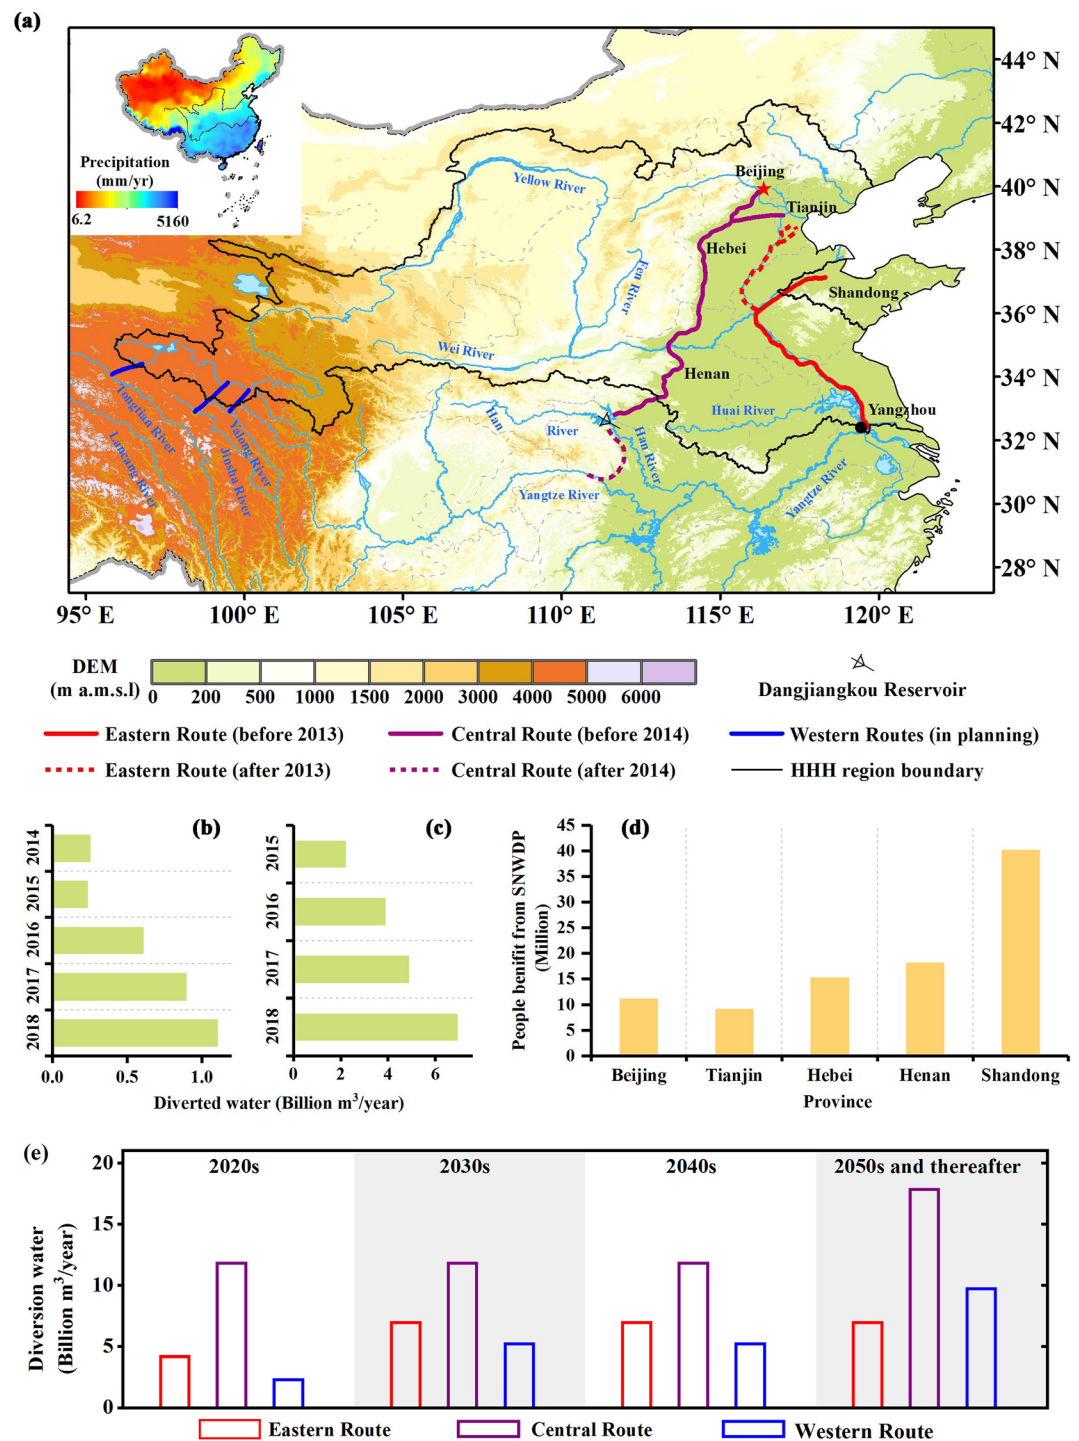 (a)
Precipitation
(mm/yr)
6.2 5160
44° N
42° N
40° N
38° N
36° N
34° N
32° N
30° N
28° N
Beijing
Tianjin
Hebei
Shandong
Henan
Yangzhou
Yellow River
Fen River
Wei River
Huai River
Han
River
Han River
Yangtze River
Yangtze River
Tongtian River
Lancang River
Yalong River
Jinsha River
95° E 100° E 105° E 110° E 115° E 120° E
DEM
(m a.m.s.l)
0 200 500 1000 1500 2000 3000 4000 5000 6000
Dangjiangkou Reservoir
Eastern Route (before 2013)
Central Route (before 2014)
Western Routes (in planning)
Eastern Route (after 2013)
Central Route (after 2014)
HHH region boundary
(b)
2014
2015
2016
2017
2018
0.0 0.5 1.0
(c)
2015
2016
2017
2018
0 2 4 6
Diverted water (Billion m³/year)
(d)
People benifit from SNWDP
(Million)
45
40
35
30
25
20
15
10
5
0
Beijing Tianjin Hebei Henan Shandong
Province
(e)
Diversion water
(Billion m³/year)
20
15
10
5
0
2020s 2030s 2040s 2050s and thereafter
Eastern Route Central Route Western Route